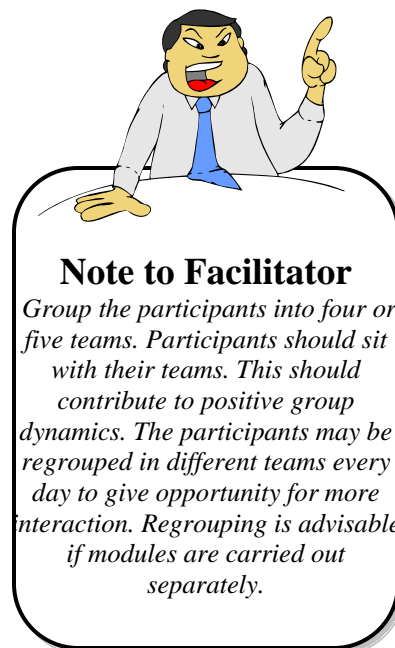 Note to Facilitator
Group the participants into four or
five teams. Participants should sit
with their teams. This should
contribute to positive group
dynamics. The participants may be
regrouped in different teams every
day to give opportunity for more
interaction. Regrouping is advisable
if modules are carried out
separately.